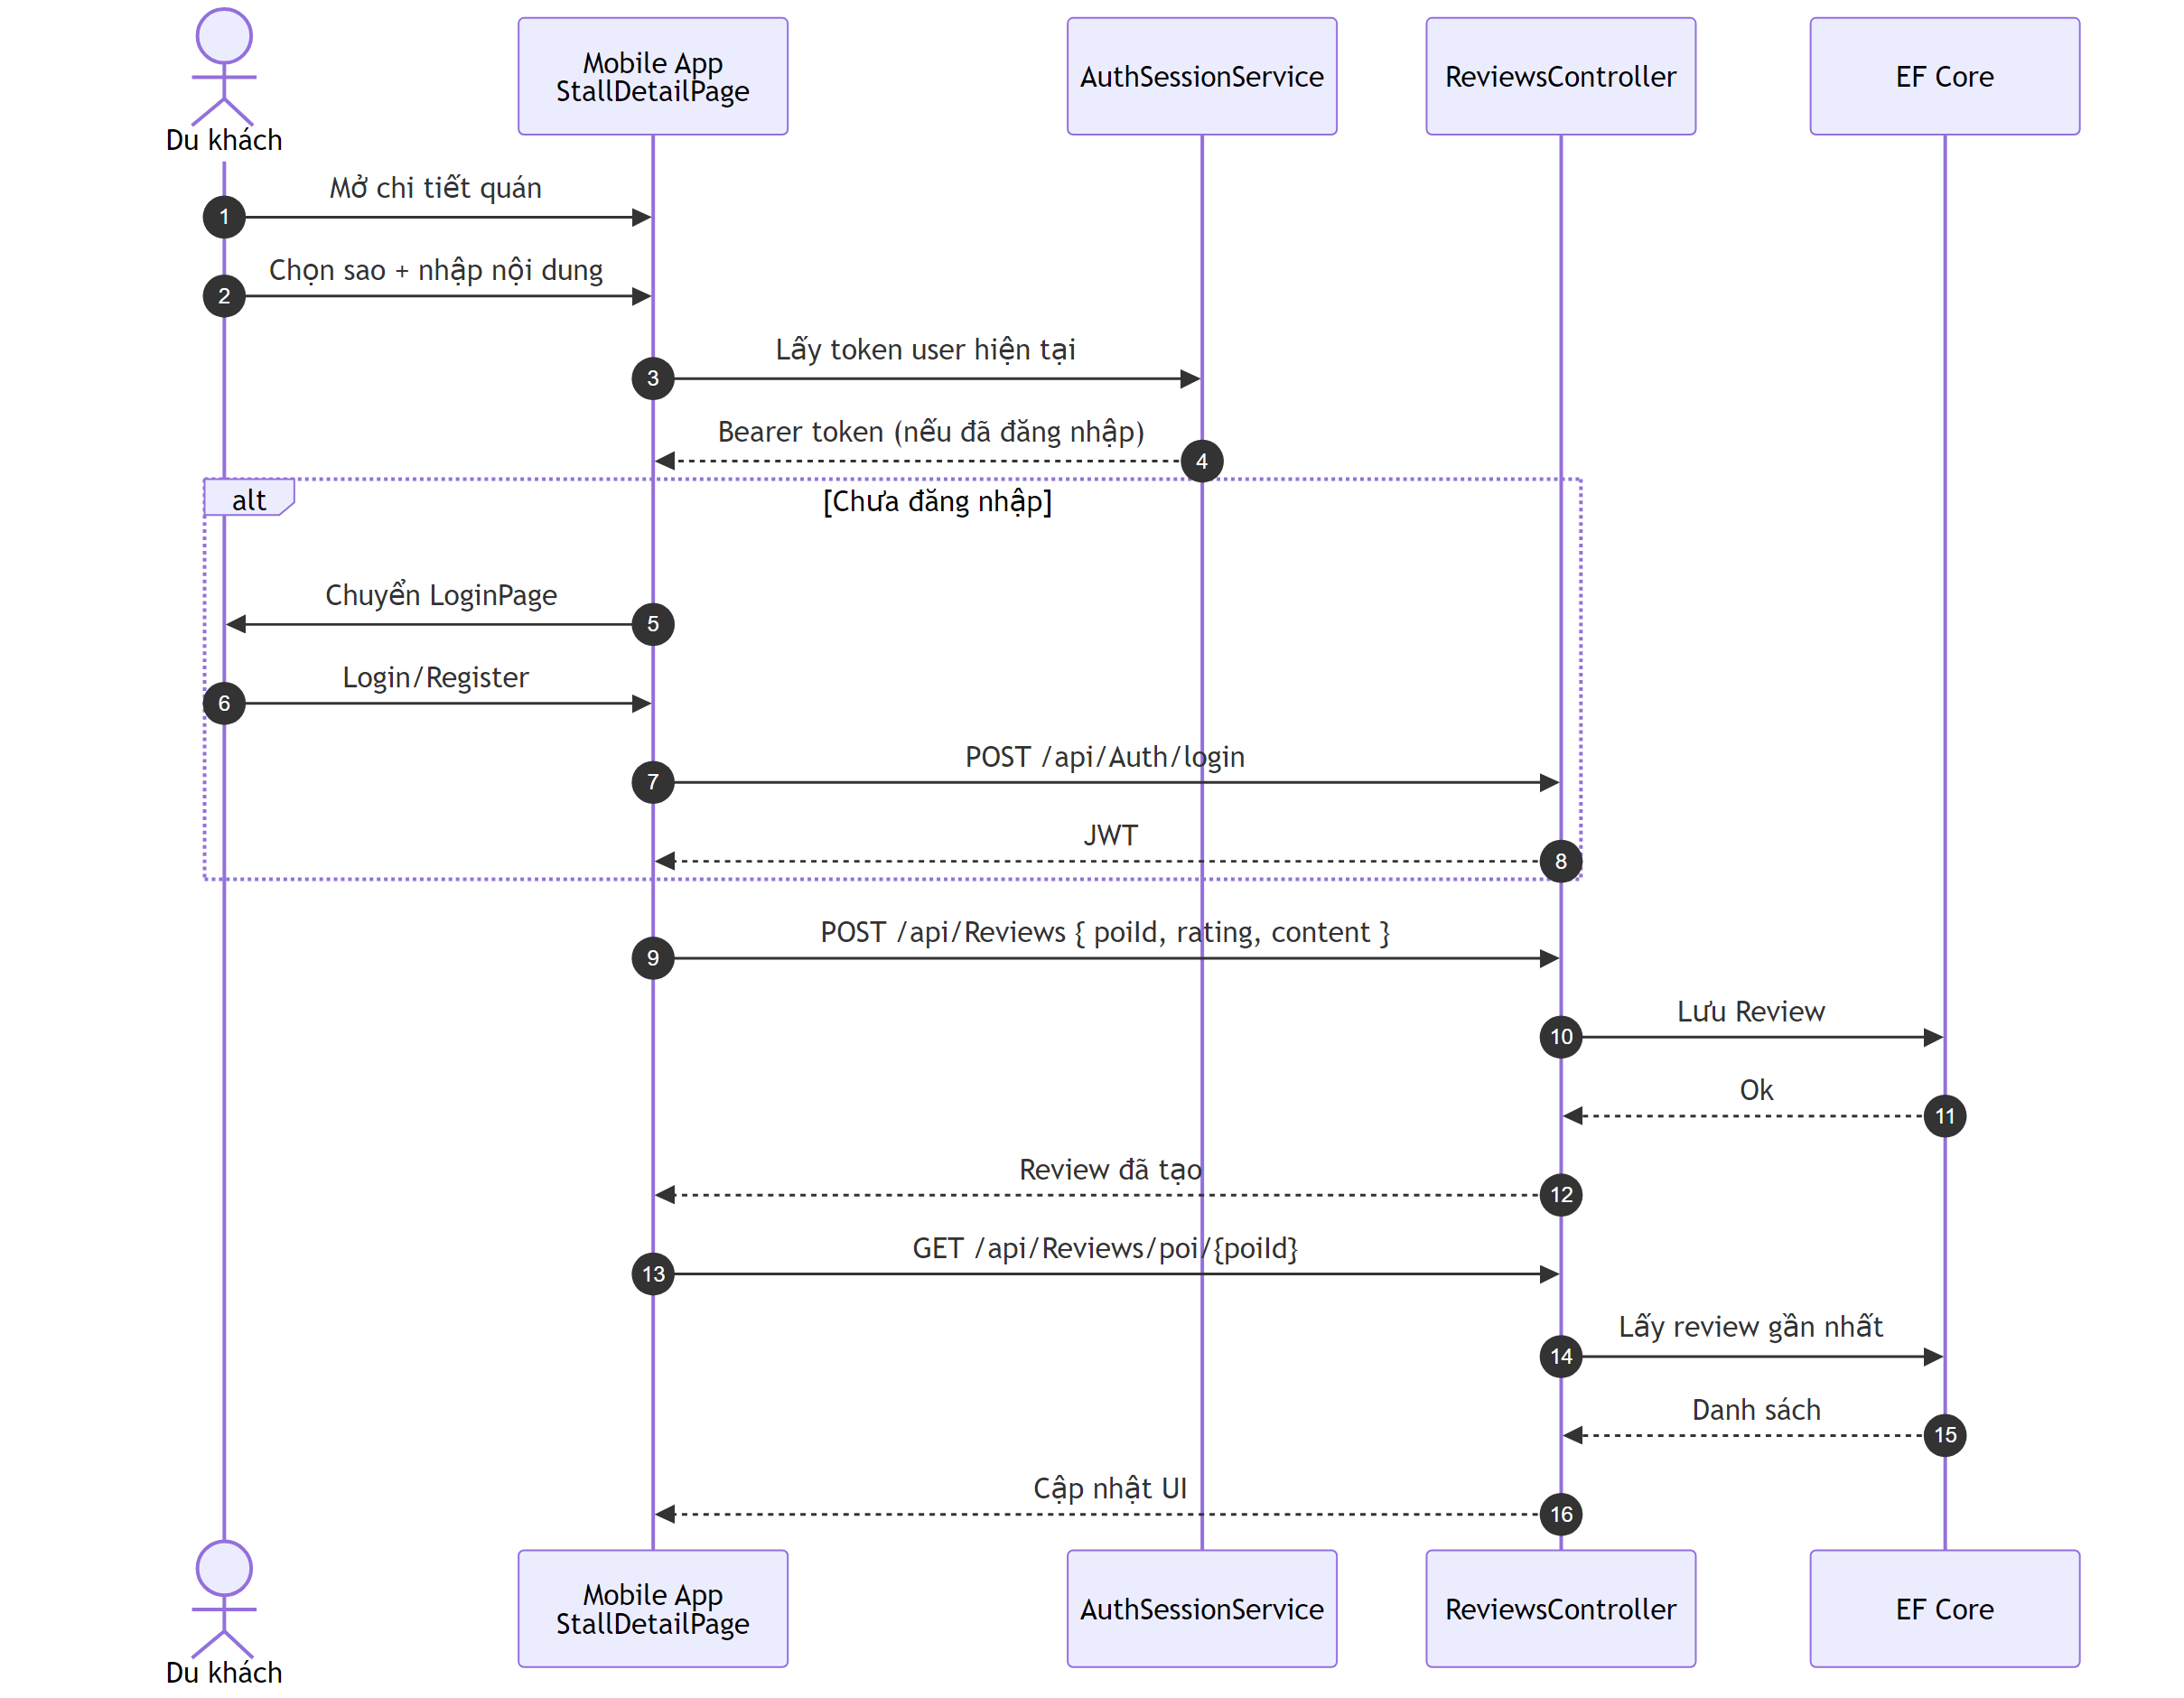 Du khách
Mobile App
StallDetailPage
AuthSessionService
ReviewsController
EF Core
Mở chi tiết quán
1
Chọn sao + nhập nội dung
2
Lấy token user hiện tại
3
Bearer token (nếu đã đăng nhập)
4
alt
[Chưa đăng nhập]
Chuyển LoginPage
5
Login/Register
6
POST /api/Auth/login
7
JWT
8
POST /api/Reviews { poiId, rating, content }
9
Lưu Review
10
Ok
11
Review đã tạo
12
GET /api/Reviews/poi/{poiId}
13
Lấy review gần nhất
14
Danh sách
15
Cập nhật UI
16
Du khách
Mobile App
StallDetailPage
AuthSessionService
ReviewsController
EF Core